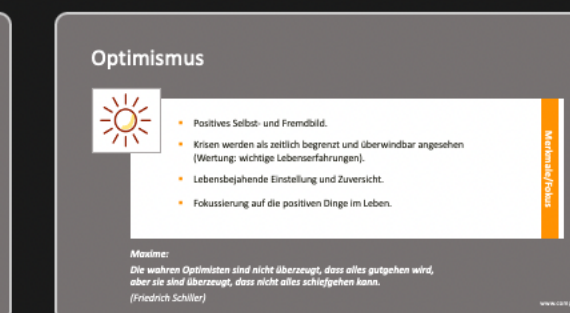 Optimismus
Positives Selbst- und Fremdbild.
Krisen werden als zeitlich begrenzt und überwindbar angesehen
(Wertung: wichtige Lebenserfahrungen).
Lebensbejahende Einstellung und Zuversicht.
Fokussierung auf die positiven Dinge im Leben.
Merkmale/Fokus
Maxime:
Die wahren Optimisten sind nicht überzeugt, dass alles gutgehen wird,
aber sie sind überzeugt, dass nicht alles schiefgehen kann.
(Friedrich Schiller)